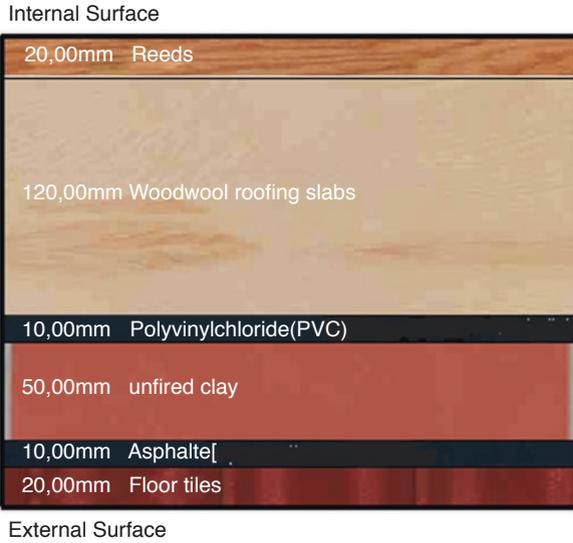 Internal Surface
20,00mm Reeds
120,00mm Woodwool roofing slabs
10,00mm Polyvinylchloride(PVC)
50,00mm unfired clay
10,00mm Asphalte[
20,00mm Floor tiles
External Surface